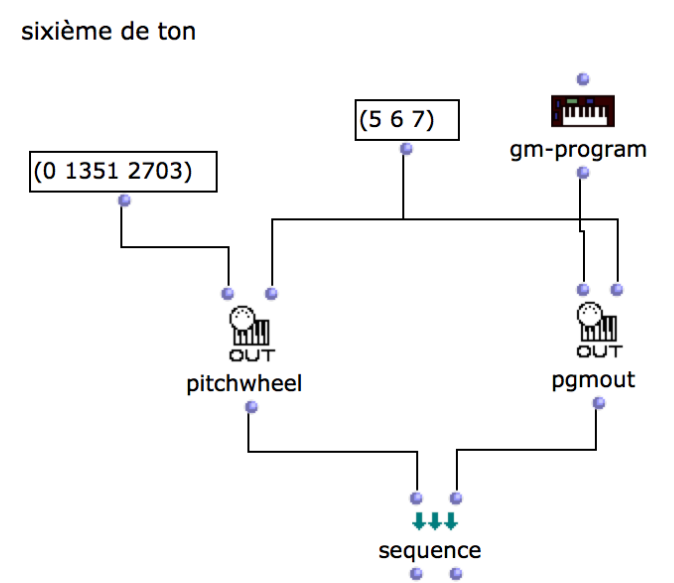 sixième de ton
(5 6 7)
gm-program
(0 1351 2703)
OUT
pitchwheel
OUT
pgmout
sequence